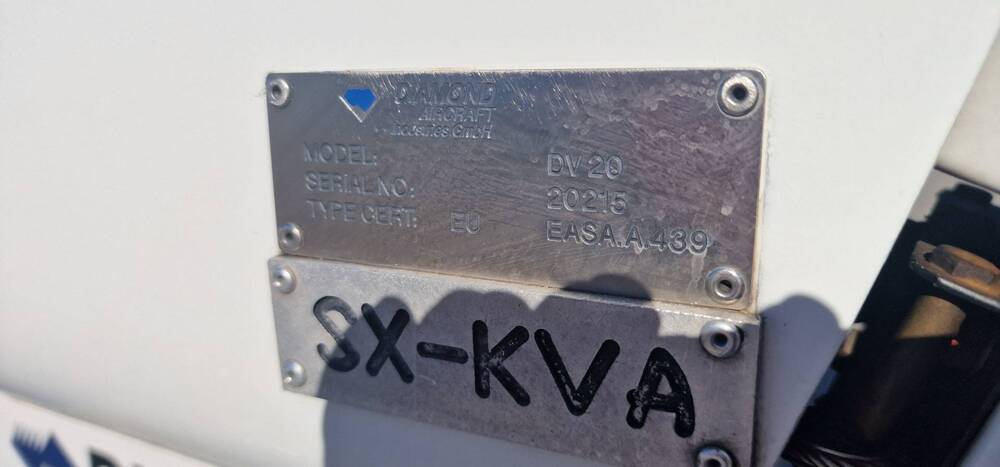 DIAMOND
AIRCRAFT
Industries GmbH
MODEL: DV 20
SERIAL NO: 20215
TYPE CERT: EU EASA.A.439
SX-KVA